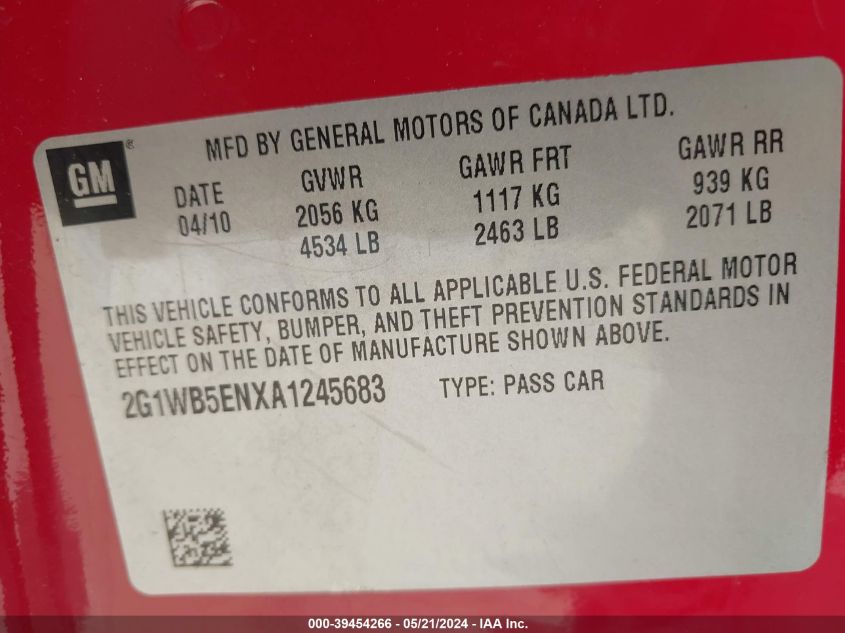 MFD BY GENERAL MOTORS OF CANADA LTD.
GM®
DATE GVWR GAWR FRT GAWR RR
04/10 2056 KG 1117 KG 939 KG
4534 LB 2463 LB 2071 LB
THIS VEHICLE CONFORMS TO ALL APPLICABLE U.S. FEDERAL MOTOR
VEHICLE SAFETY, BUMPER, AND THEFT PREVENTION STANDARDS IN
EFFECT ON THE DATE OF MANUFACTURE SHOWN ABOVE.
2G1WB5ENXA1245683 TYPE: PASS CAR
000-39454266 - 05/21/2024 - IAA Inc.